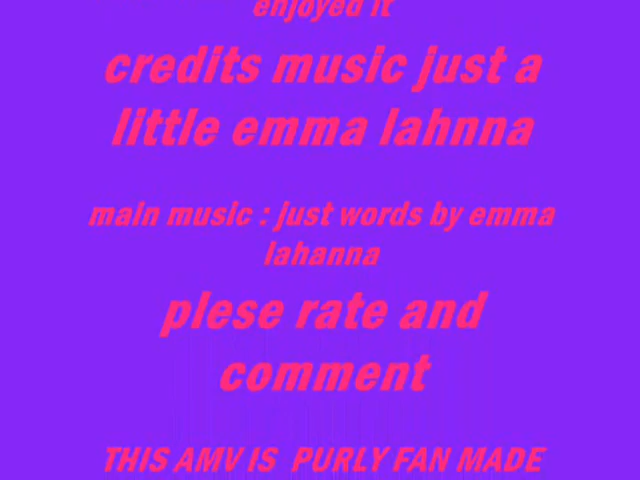 enjoyed it
credits music just a
little emma lahnna
main music : just words by emma
lahanna
plese rate and
comment
THIS AMV IS PURLY FAN MADE